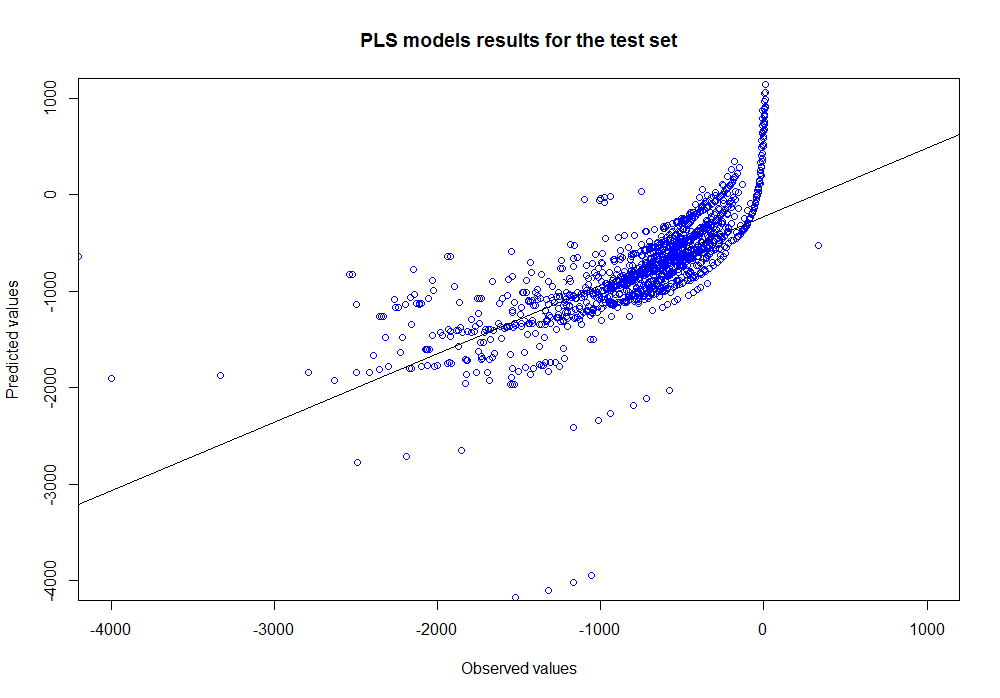 PLS models results for the test set
Predicted values
1000
0
-1000
-2000
-3000
-4000
-4000 -3000 -2000 -1000 0 1000
Observed values